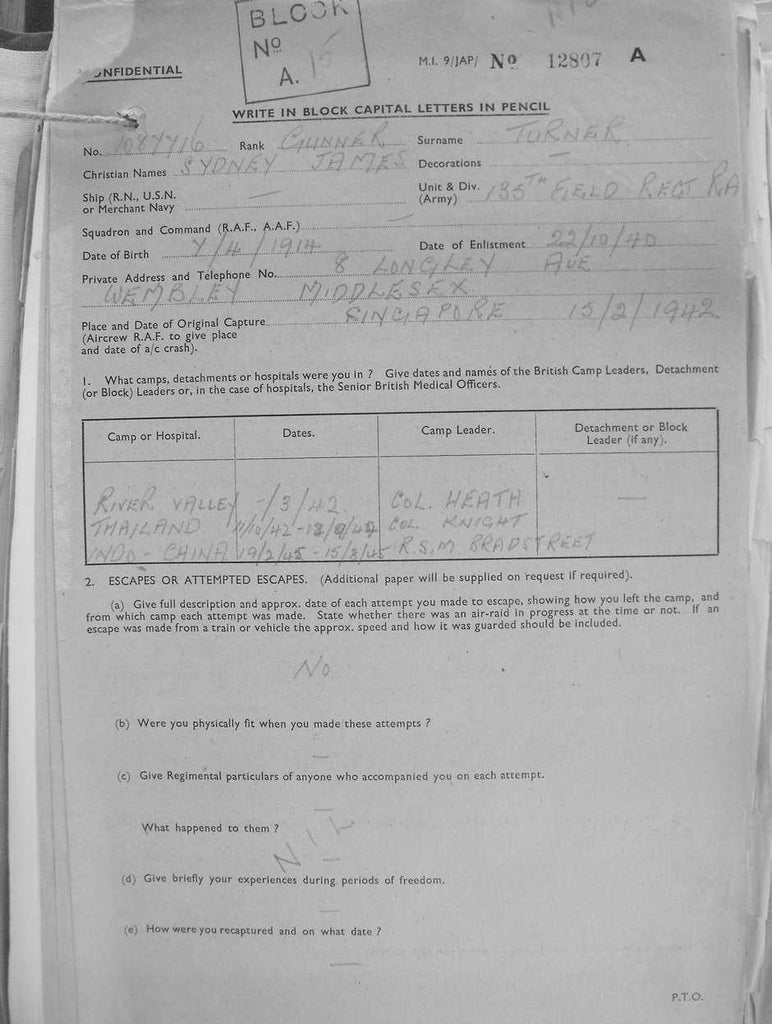 BLOCK
Nº
A. 15
CONFIDENTIAL
M.I. 9/JAP/ Nº 12807 A
WRITE IN BLOCK CAPITAL LETTERS IN PENCIL
No. 1087716 Rank GUNNER Surname TURNER
Christian Names SYDNEY JAMES Decorations —
Ship (R.N., U.S.N. or Merchant Navy —
Unit & Div. (Army) 135TH FIELD REGT RA
Squadron and Command (R.A.F., A.A.F.) —
Date of Birth 7/4/1914 Date of Enlistment 22/10/40
Private Address and Telephone No. 8 LONGLEY AVE
WEMBLEY MIDDLESEX
Place and Date of Original Capture SINGAPORE 15/2/1942
(Aircrew R.A.F. to give place
and date of a/c crash).
1. What camps, detachments or hospitals were you in ? Give dates and names of the British Camp Leaders, Detachment
(or Block) Leaders or, in the case of hospitals, the Senior British Medical Officers.
Camp or Hospital. Dates. Camp Leader. Detachment or Block Leader (if any).
RIVER VALLEY -/3/42 COL. HEATH —
THAILAND COL KNIGHT
INDO-CHINA 19/2/45 - 15/8/45 R.S.M. BRADSTREET
2. ESCAPES OR ATTEMPTED ESCAPES. (Additional paper will be supplied on request if required).
(a) Give full description and approx. date of each attempt you made to escape, showing how you left the camp, and
from which camp each attempt was made. State whether there was an air-raid in progress at the time or not. If an
escape was made from a train or vehicle the approx. speed and how it was guarded should be included.
No
(b) Were you physically fit when you made these attempts ?
—
(c) Give Regimental particulars of anyone who accompanied you on each attempt.
—
What happened to them ?
NIL
—
(d) Give briefly your experiences during periods of freedom.
—
(e) How were you recaptured and on what date ?
—
P.T.O.